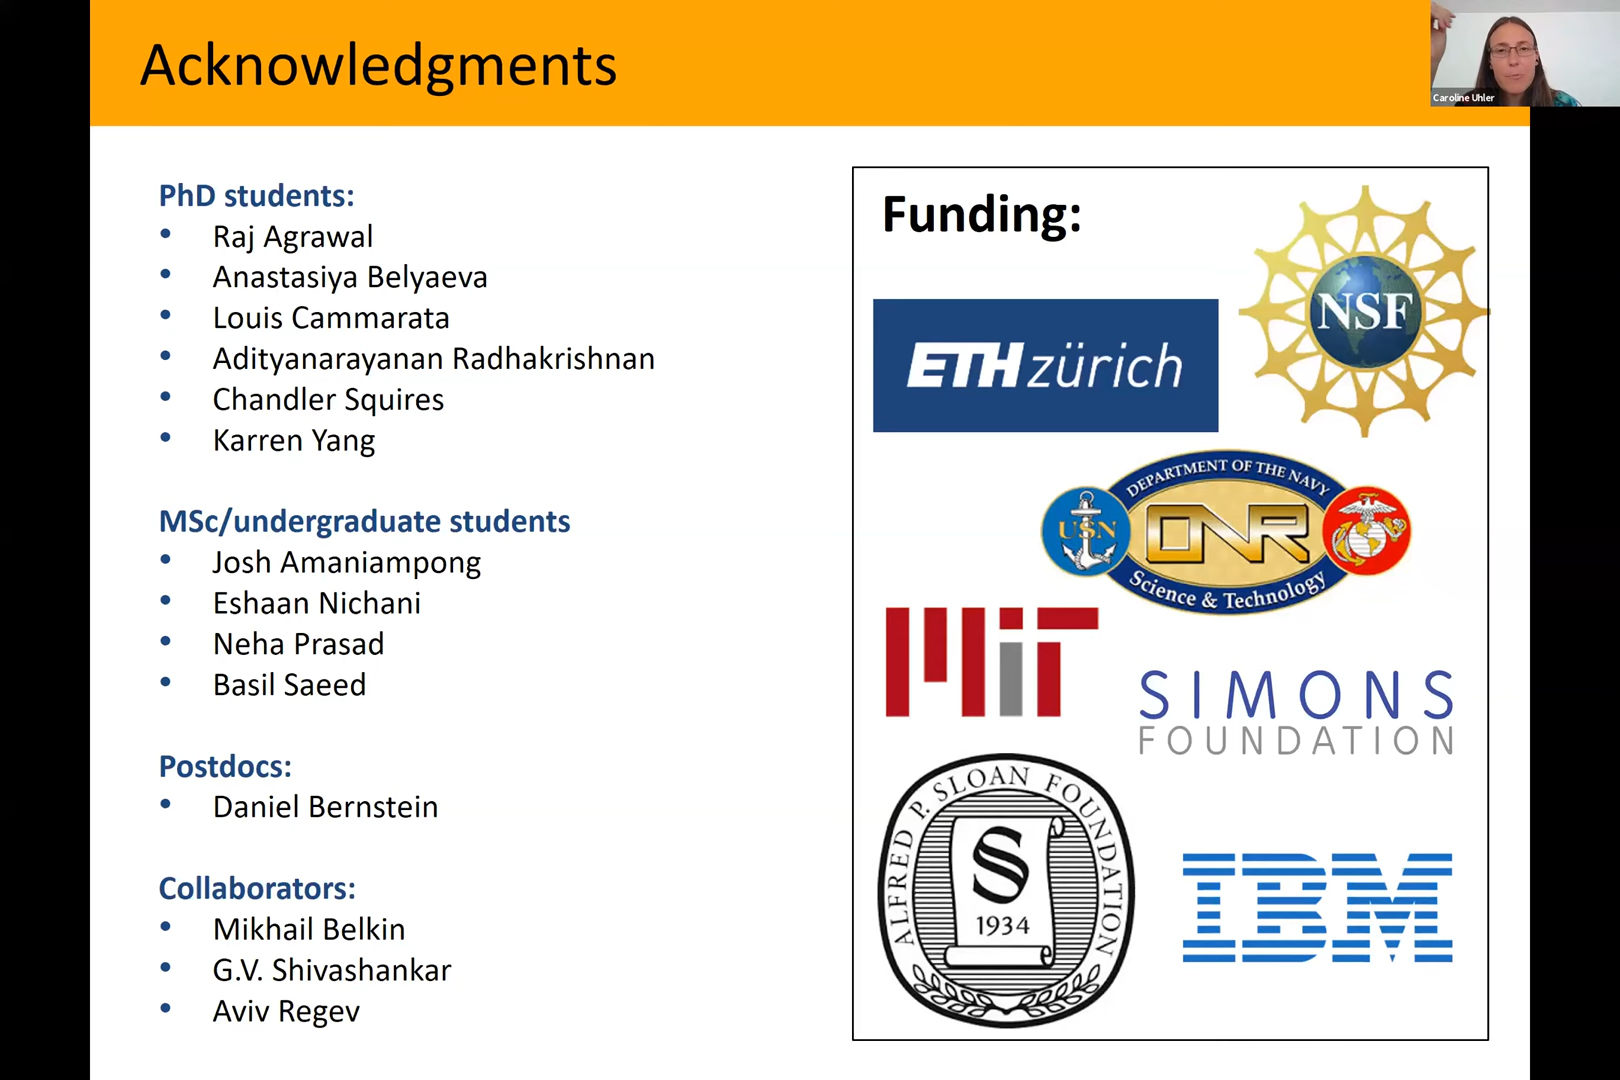 Acknowledgments
Caroline Uhler
PhD students:
• Raj Agrawal
• Anastasiya Belyaeva
• Louis Cammarata
• Adityanarayanan Radhakrishnan
• Chandler Squires
• Karren Yang
MSc/undergraduate students
• Josh Amaniampong
• Eshaan Nichani
• Neha Prasad
• Basil Saeed
Postdocs:
• Daniel Bernstein
Collaborators:
• Mikhail Belkin
• G.V. Shivashankar
• Aviv Regev
Funding:
NSF
ETH zürich
DEPARTMENT OF THE NAVY
USN
ONR
Science & Technology
MIT
SIMONS
FOUNDATION
ALFRED P. SLOAN FOUNDATION
S
1934
IBM